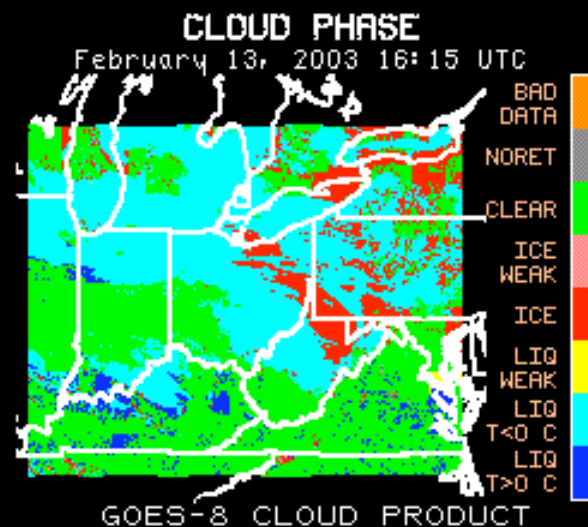 CLOUD PHASE
February 13, 2003 16:15 UTC
BAD
DATA
NORET
CLEAR
ICE
WEAK
ICE
LIQ
WEAK
LIQ
T<0 C
LIQ
T>0 C
GOES-8 CLOUD PRODUCT